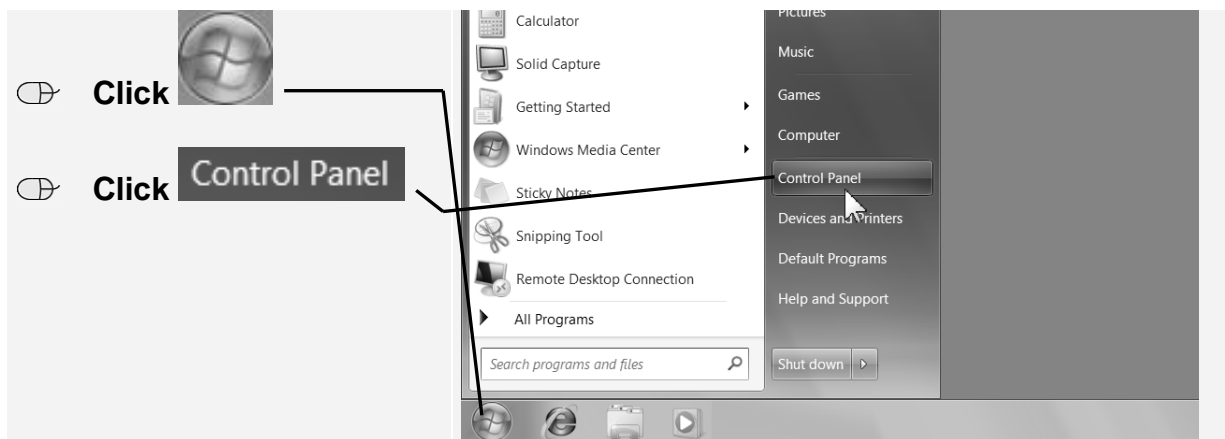 Click
Click Control Panel
Calculator
Solid Capture
Getting Started
Windows Media Center
Sticky Notes
Snipping Tool
Remote Desktop Connection
All Programs
Search programs and files
Pictures
Music
Games
Computer
Control Panel
Devices and Printers
Default Programs
Help and Support
Shut down